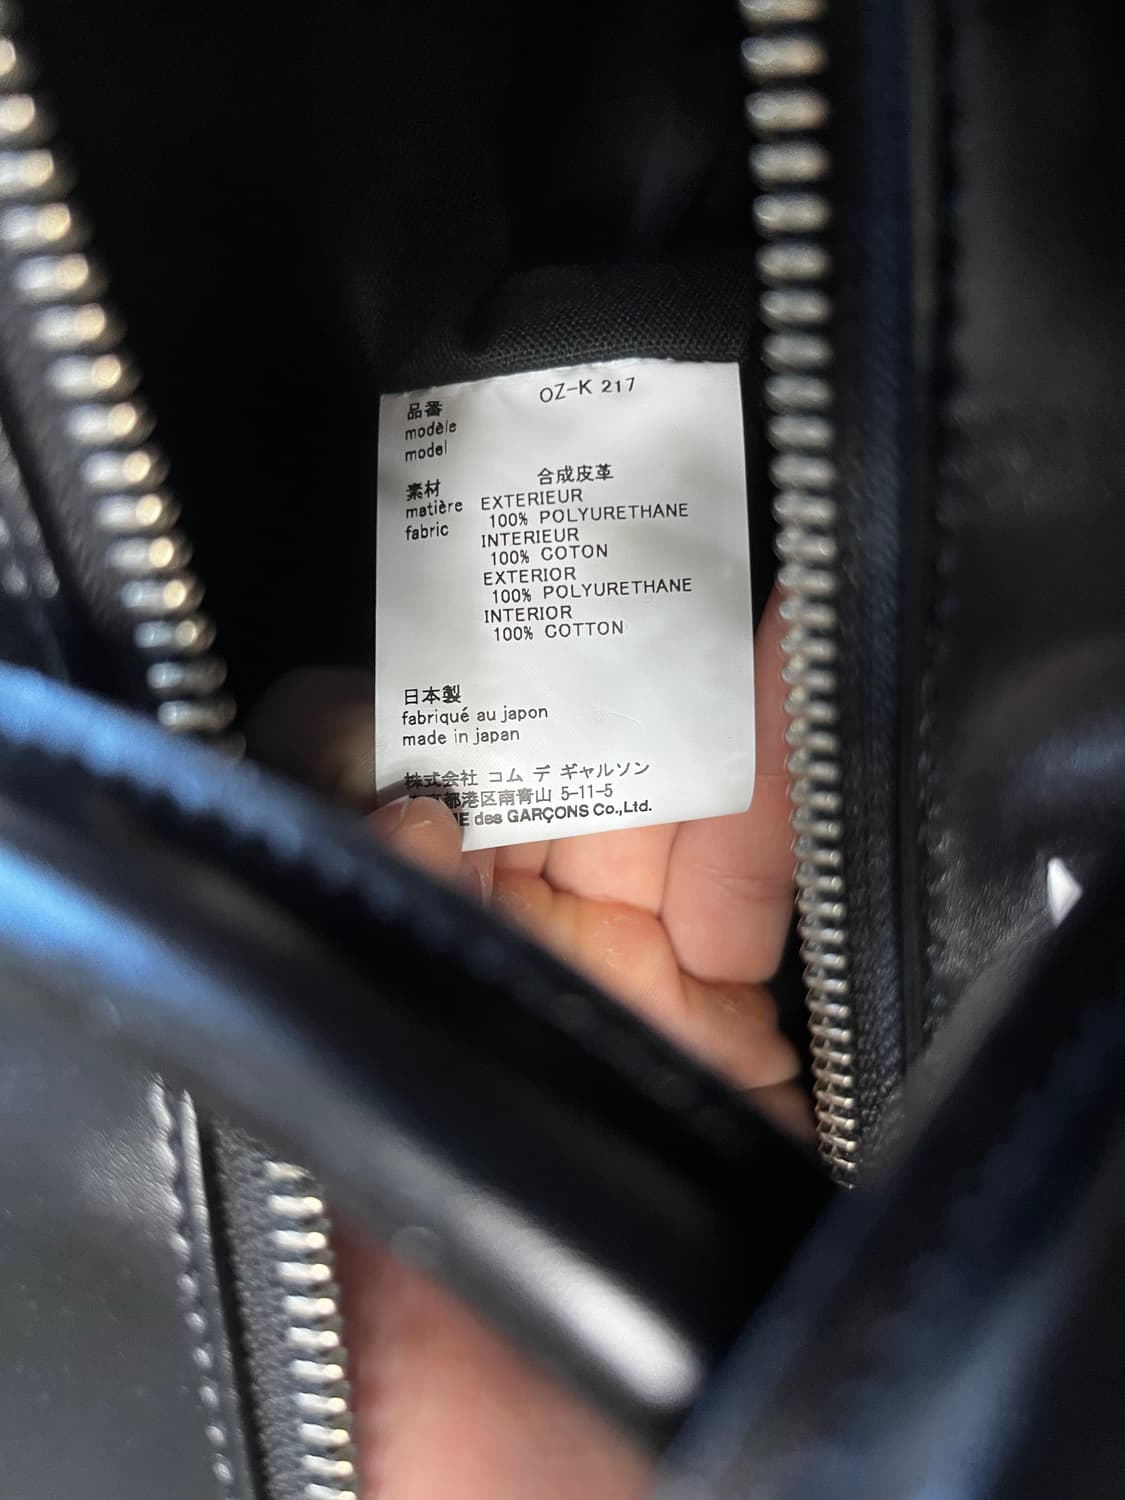 OZ-K 217
品番
modèle
model
合成皮革
素材
matière
fabric
EXTERIEUR
100% POLYURETHANE
INTERIEUR
100% COTON
EXTERIOR
100% POLYURETHANE
INTERIOR
100% COTTON
日本製
fabriqué au japon
made in japan
株式会社 コム デ ギャルソン
都港区南青山 5-11-5
des GARÇONS Co.,Ltd.